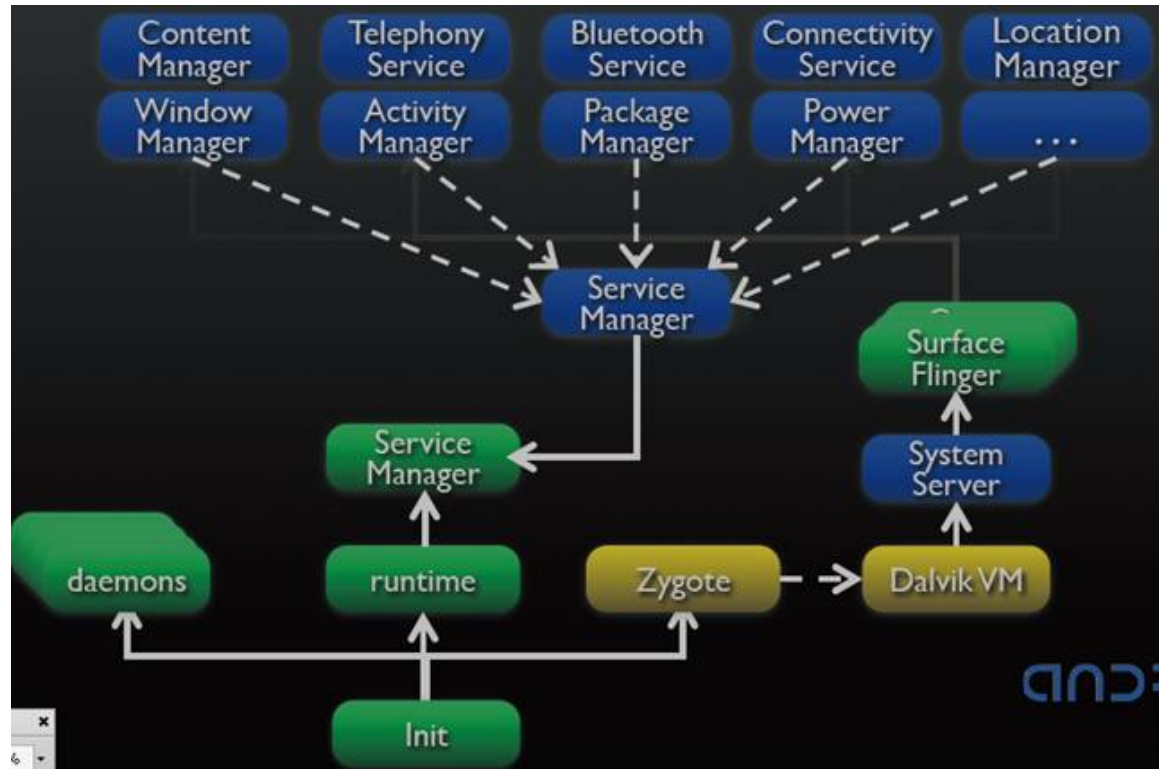 Content
Manager
Telephony
Service
Bluetooth
Service
Connectivity
Service
Location
Manager
Window
Manager
Activity
Manager
Package
Manager
Power
Manager
...
Service
Manager
Surface
Flinger
Service
Manager
System
Server
daemons
runtime
Zygote
Dalvik VM
Init